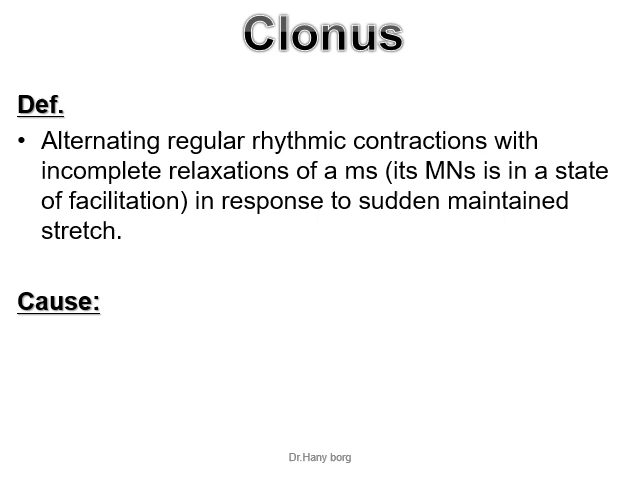 Clonus
Def.
• Alternating regular rhythmic contractions with
incomplete relaxations of a ms (its MNs is in a state
of facilitation) in response to sudden maintained
stretch.
Cause:
Dr.Hany borg